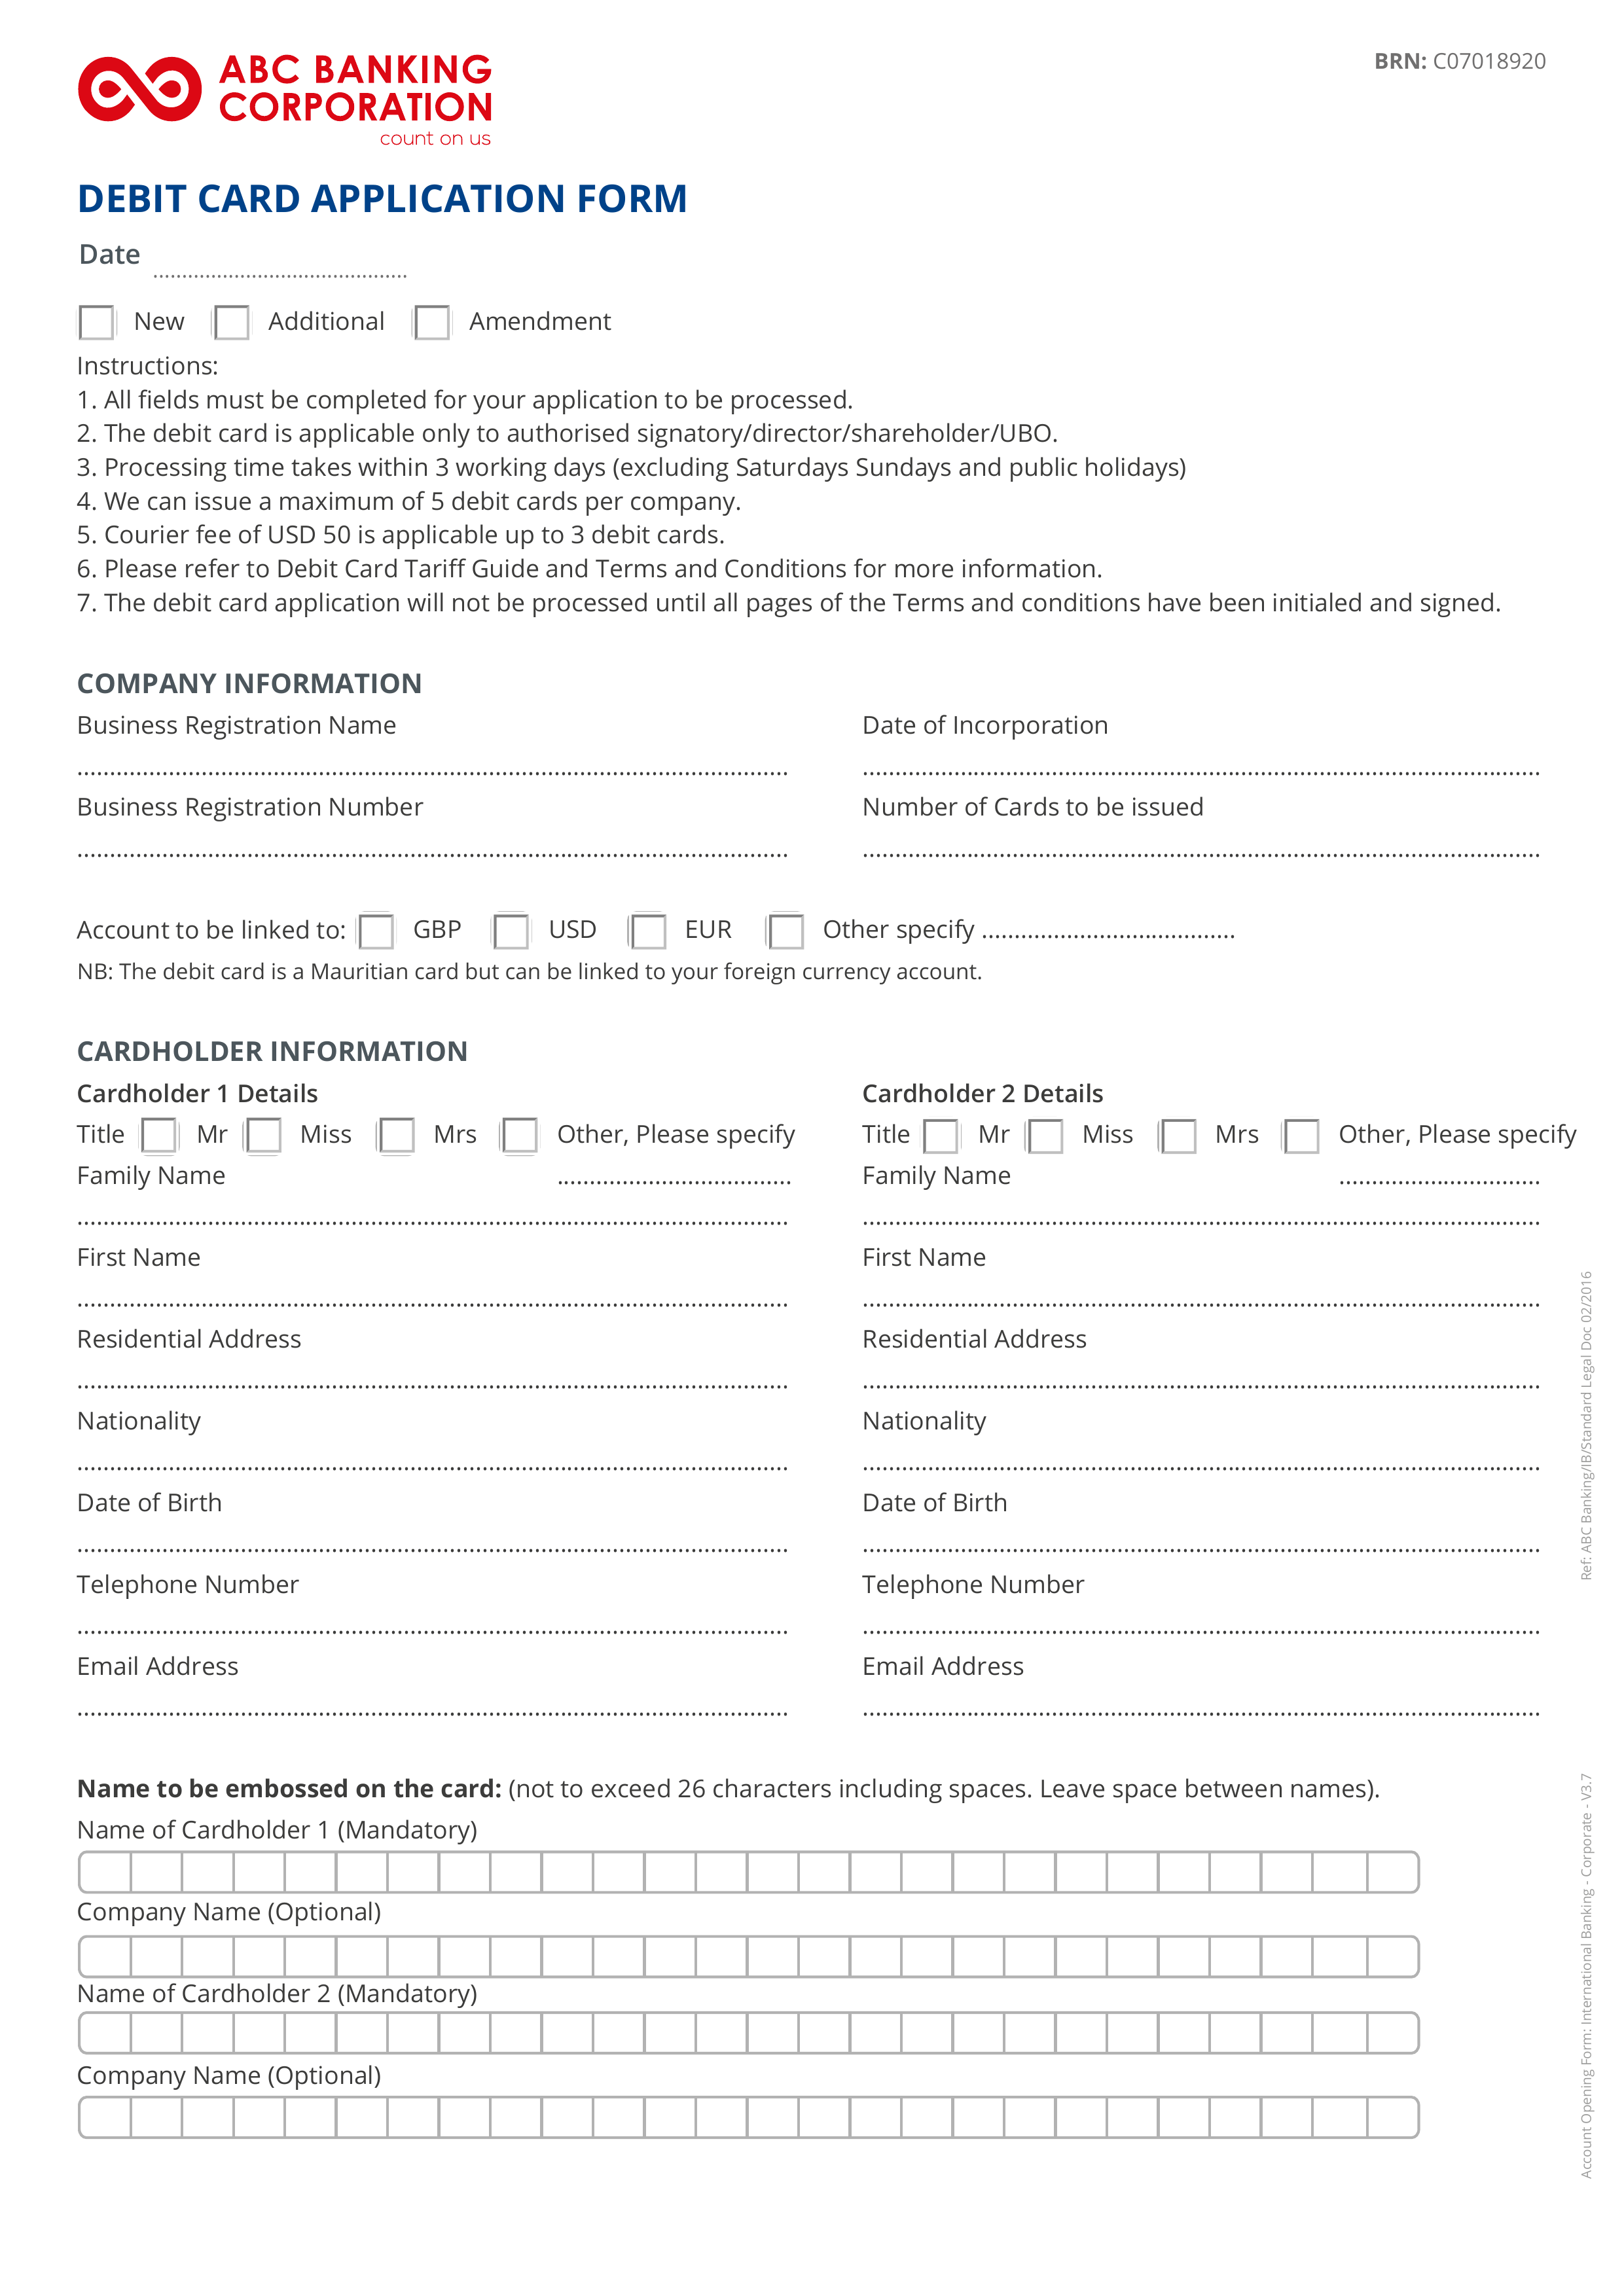 ABC BANKING
CORPORATION
count on us
BRN: C07018920
DEBIT CARD APPLICATION FORM
Date ..........................................
New Additional Amendment
Instructions:
1. All fields must be completed for your application to be processed.
2. The debit card is applicable only to authorised signatory/director/shareholder/UBO.
3. Processing time takes within 3 working days (excluding Saturdays Sundays and public holidays)
4. We can issue a maximum of 5 debit cards per company.
5. Courier fee of USD 50 is applicable up to 3 debit cards.
6. Please refer to Debit Card Tariff Guide and Terms and Conditions for more information.
7. The debit card application will not be processed until all pages of the Terms and conditions have been initialed and signed.
COMPANY INFORMATION
Business Registration Name
Date of Incorporation
Business Registration Number
Number of Cards to be issued
Account to be linked to: GBP USD EUR Other specify .......................................
NB: The debit card is a Mauritian card but can be linked to your foreign currency account.
CARDHOLDER INFORMATION
Cardholder 1 Details
Title Mr Miss Mrs Other, Please specify
Family Name ....................................
First Name
Residential Address
Nationality
Date of Birth
Telephone Number
Email Address
Cardholder 2 Details
Title Mr Miss Mrs Other, Please specify
Family Name ...............................
First Name
Residential Address
Nationality
Date of Birth
Telephone Number
Email Address
Name to be embossed on the card: (not to exceed 26 characters including spaces. Leave space between names).
Name of Cardholder 1 (Mandatory)
Company Name (Optional)
Name of Cardholder 2 (Mandatory)
Company Name (Optional)
Ref: ABC Banking/IB/Standard Legal Doc 02/2016
Account Opening Form: International Banking - Corporate - V3.7